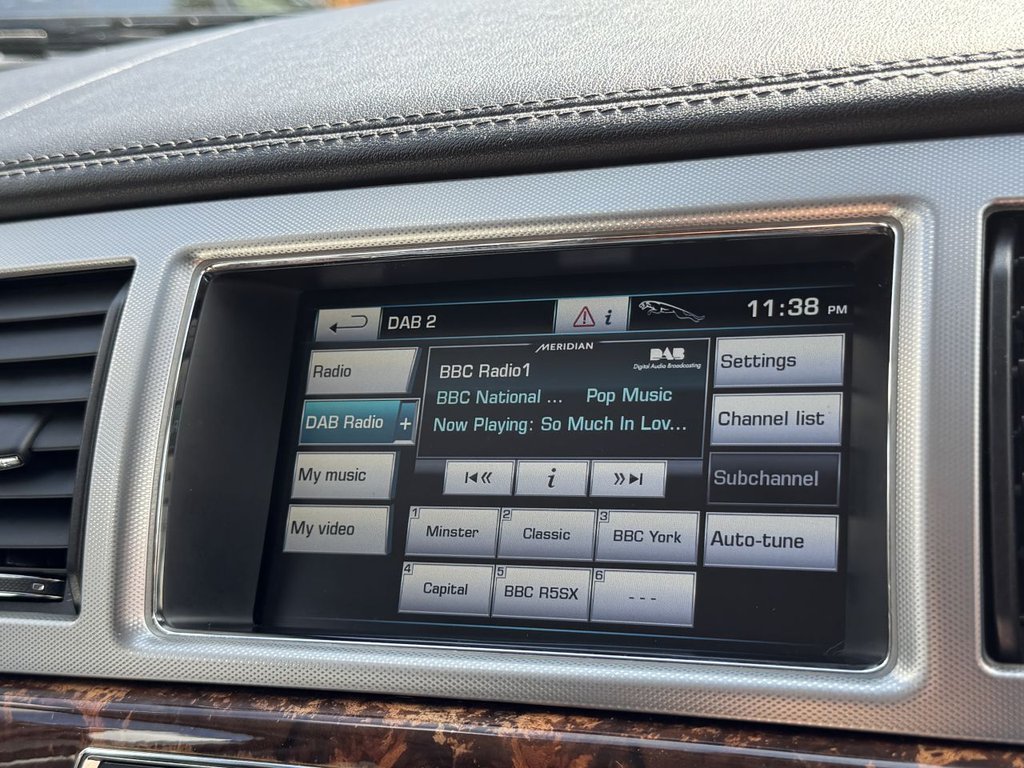 DAB 2
i
11:38 PM
MERIDIAN
DAB
Digital Audio Broadcasting
Radio
DAB Radio +
My music
My video
BBC Radio1
BBC National ... Pop Music
Now Playing: So Much In Lov...
i
Settings
Channel list
Subchannel
Auto-tune
1 Minster
2 Classic
3 BBC York
4 Capital
5 BBC R5SX
6 ---